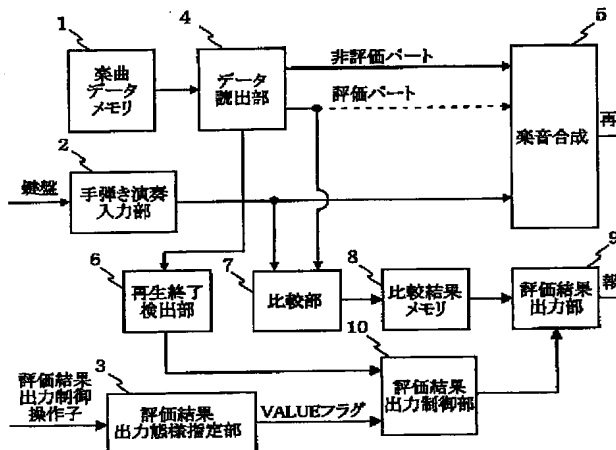 1
楽曲
データ
メモリ
4
データ
読出部
非評価パート
評価パート
5
楽音合成
再
鍵盤
2
手弾き演奏
入力部
6
再生終了
検出部
7
比較部
8
比較結果
メモリ
9
評価結果
出力部
報
10
評価結果
出力制御部
評価結果
出力制御
操作子
3
評価結果
出力態様指定部
VALUEフラグ